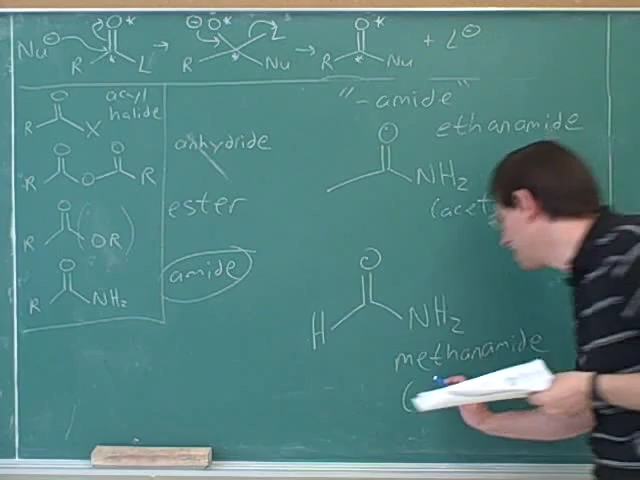 Nu⊖ O* R * L → ⊖O O* L R * Nu → O* R * Nu + L⊖
O R X acyl halide
anhydride
O O R O R
ester
O R (OR)
amide
O R NH2
"-amide"
ethanamide
O NH2
(acet
O H NH2
methanamide
(